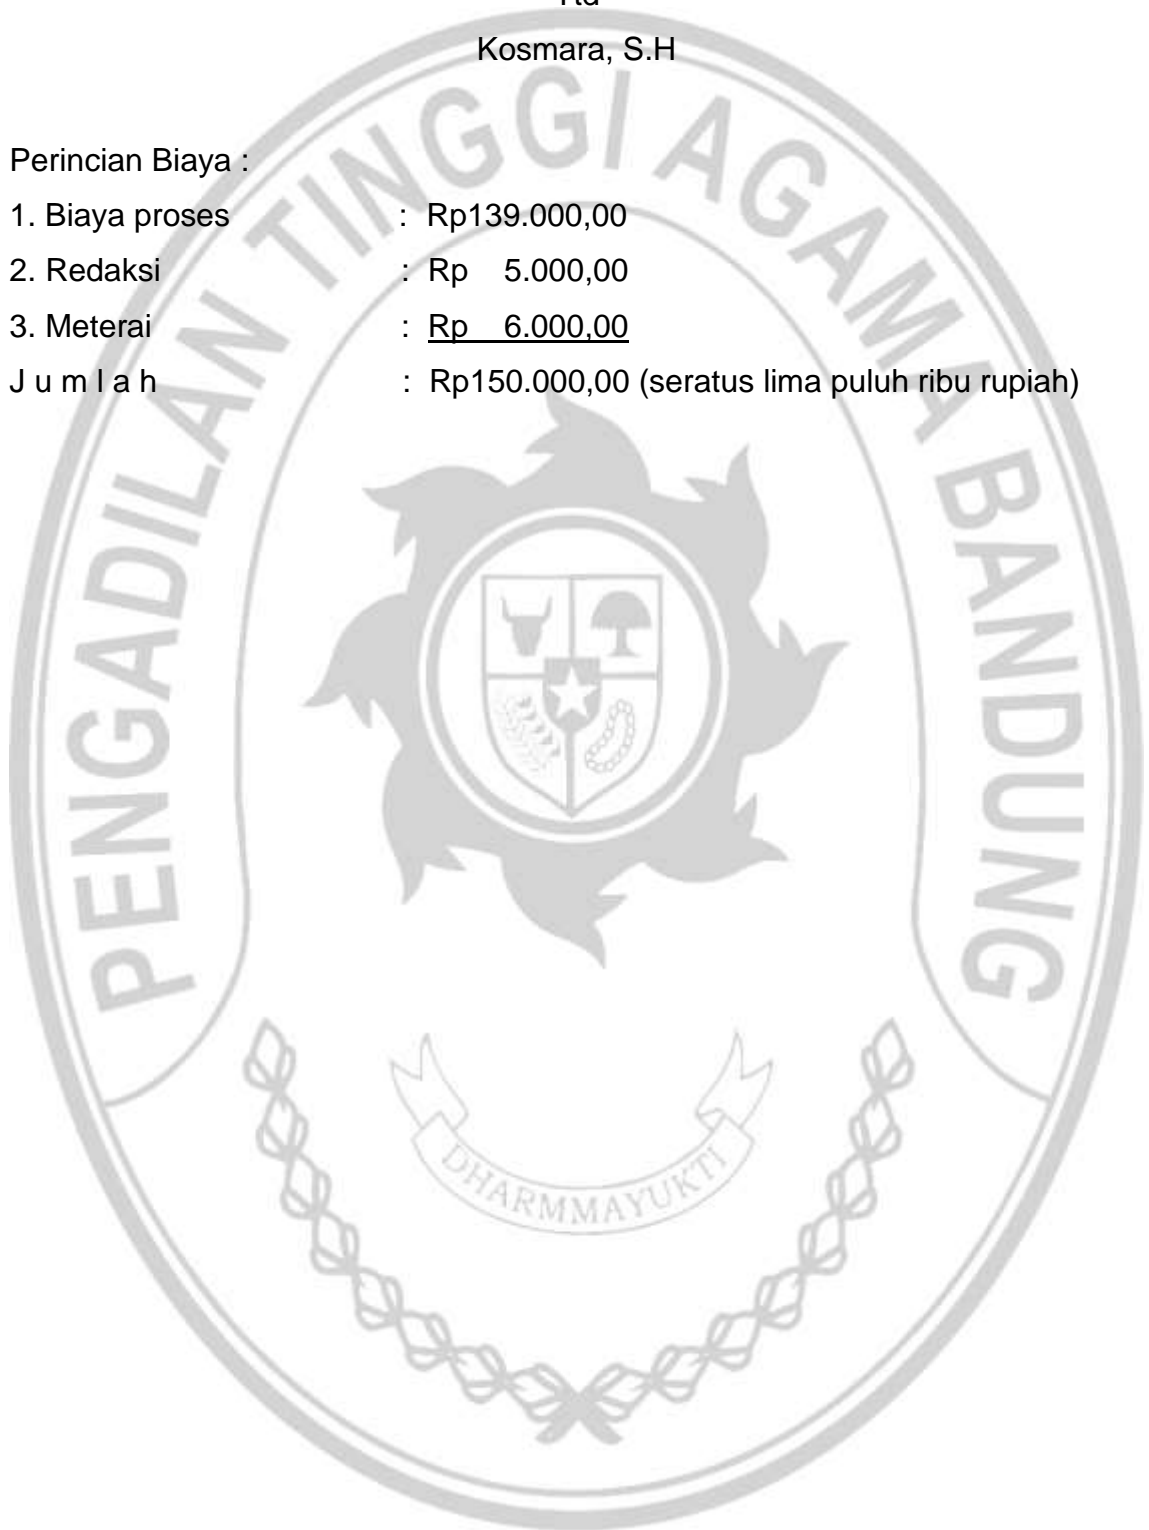 Ttd
Kosmara, S.H
Perincian Biaya :
1. Biaya proses : Rp139.000,00
2. Redaksi : Rp 5.000,00
3. Meterai : Rp 6.000,00
J u m l a h : Rp150.000,00 (seratus lima puluh ribu rupiah)
PENGADILAN TINGGI AGAMA BANDUNG
DHARMMAYUKTI